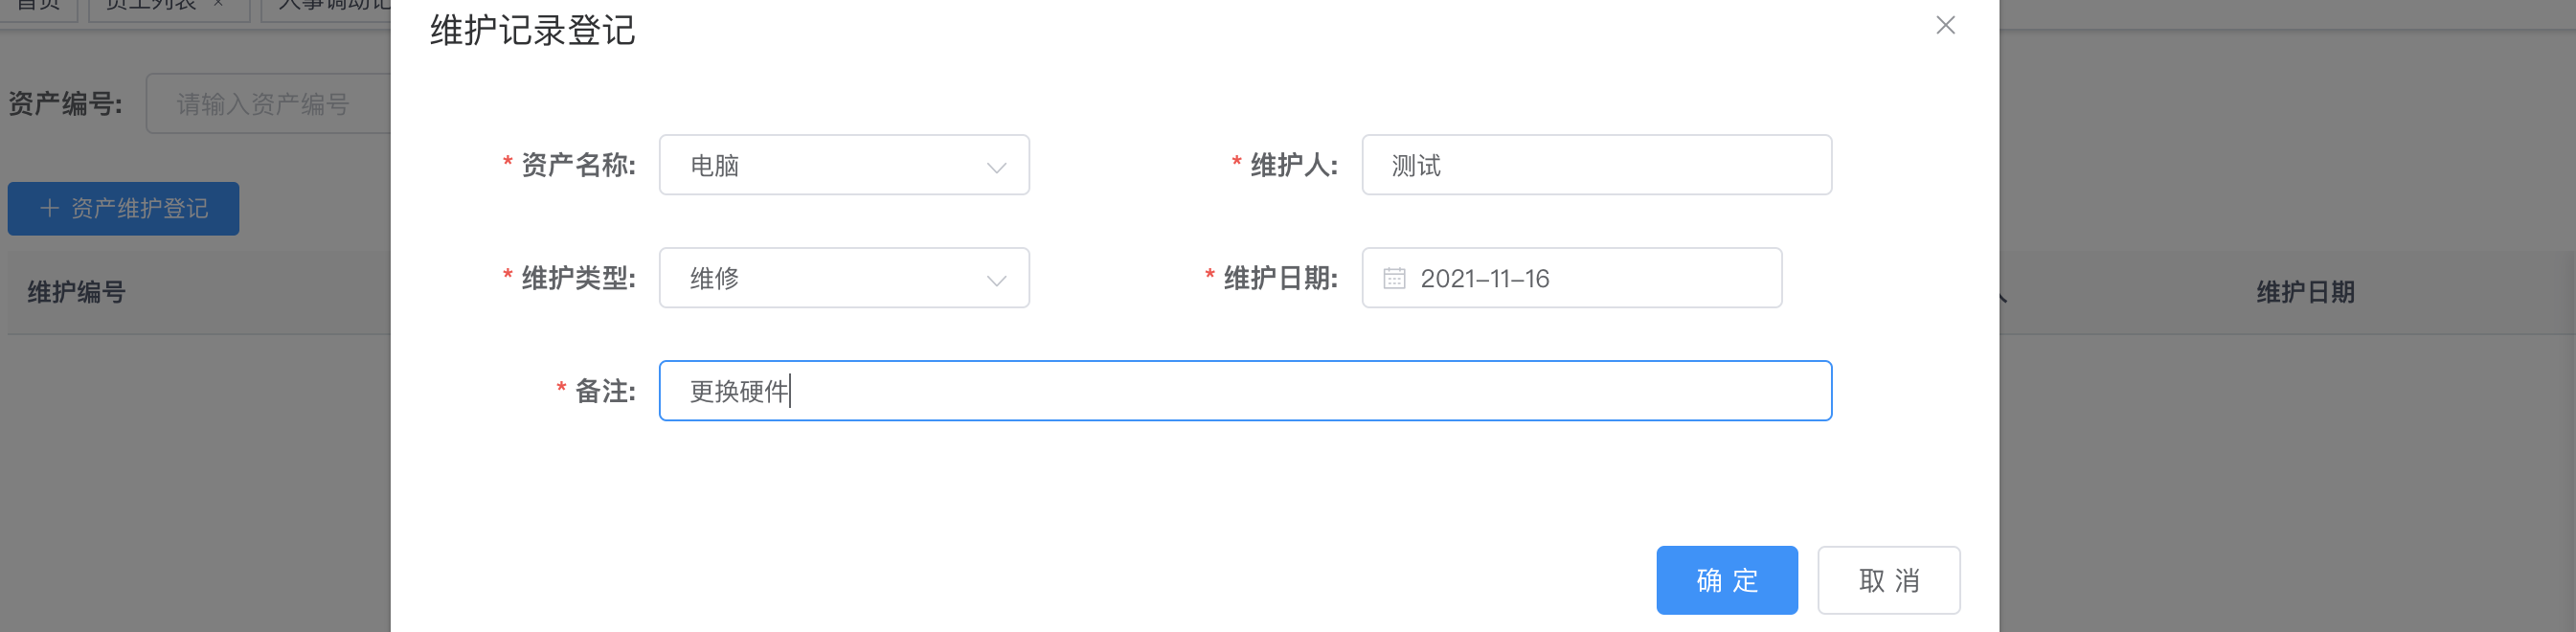 首页 员工列表 × 人事调动记
维护记录登记
资产编号: 请输入资产编号
* 资产名称: 电脑 * 维护人: 测试
+ 资产维护登记
* 维护类型: 维修 * 维护日期: 2021-11-16
维护编号 维护日期
* 备注: 更换硬件
确 定 取 消